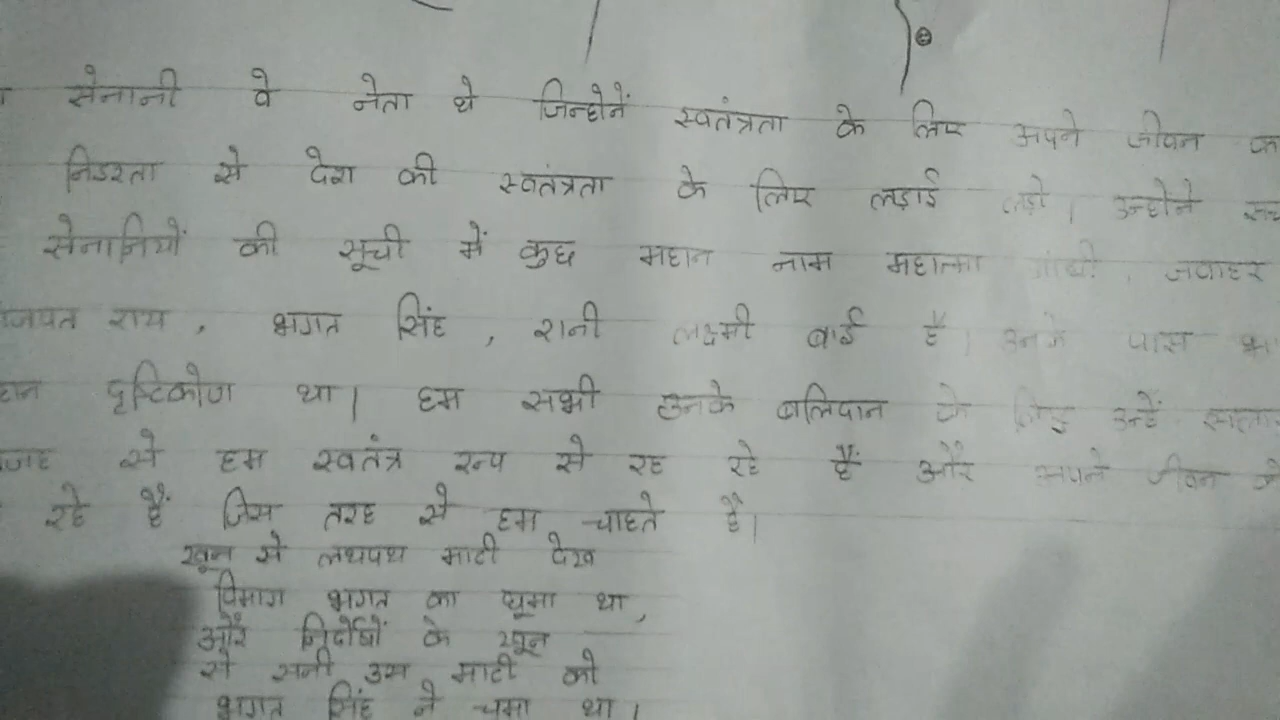 सेनानी वे नेता थे जिन्होनें स्वतंत्रता के लिए अपने जीवन
निडरता से देश की स्वतंत्रता के लिए लड़ाई लड़ी। उन्होने
सेनानियों की सूची में कुछ महान नाम महात्मा गांधी, जवाहर
राय, भगत सिंह, रानी लक्ष्मी बाई है। उनके पास
दृष्टिकोण था। हम सभी उनके बलिदान के लिए उन्हें
से हम स्वतंत्र रूप से रह रहे हैं और अपने जीवन
रहे हैं जिस तरह से हम चाहते है।
खून से लथपथ माटी देख
दिमाग भगत का घूमा था,
और निर्दोषों के खून
से सनी उस माटी को
भगत सिंह ने चूमा था।